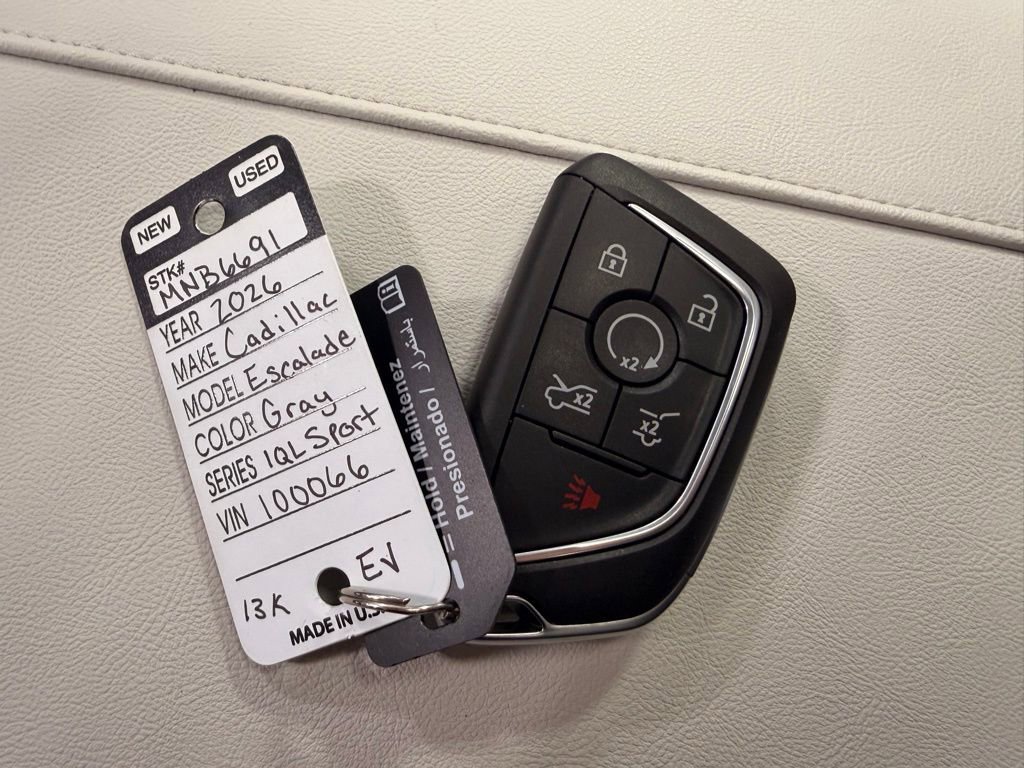 NEW
USED
STK# MNB6691
YEAR 2026
MAKE Cadillac
MODEL Escalade
COLOR Gray
SERIES IQL Sport
VIN 100066
EV
13K
MADE IN U.S.
= Hold / Maintenez
Presionado /
x2
x2
x2